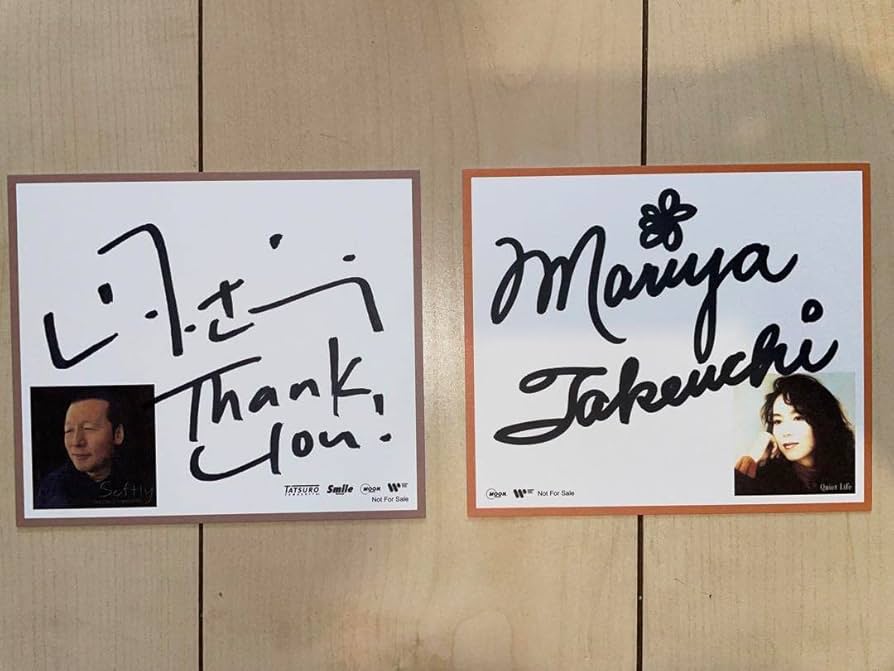 Thank
You!
Softly
TATSURO
Smile
MOON
Not For Sale
Mariya
Takeuchi
Quiet Life
MOON
Not For Sale